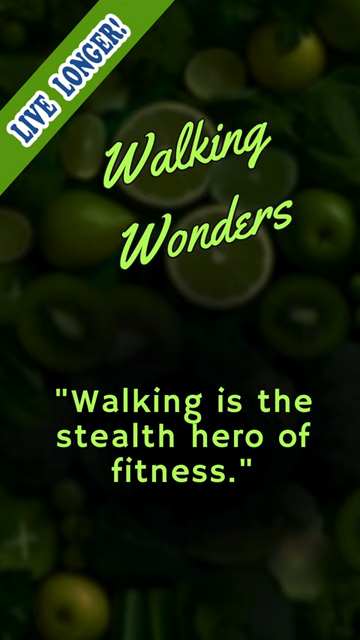 LIVE LONGER!
Walking
Wonders
"Walking is the
stealth hero of
fitness."